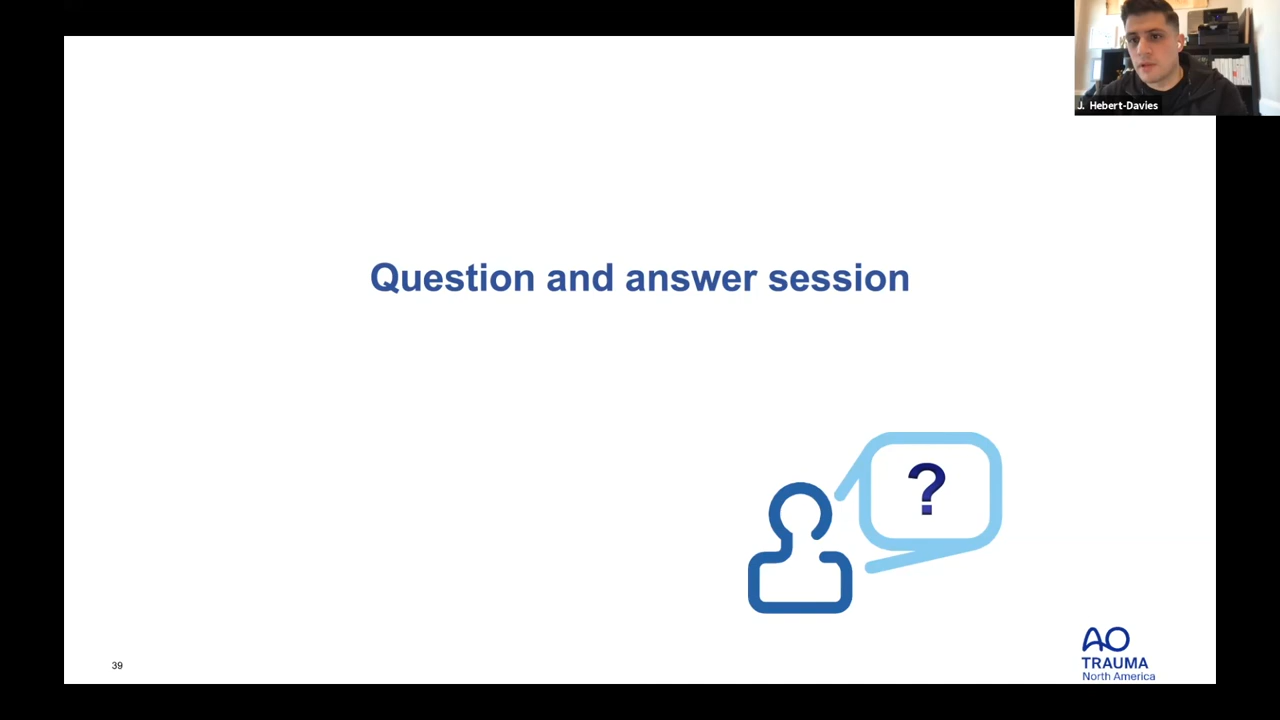 J. Hebert-Davies
Question and answer session
?
39
AO
TRAUMA
North America